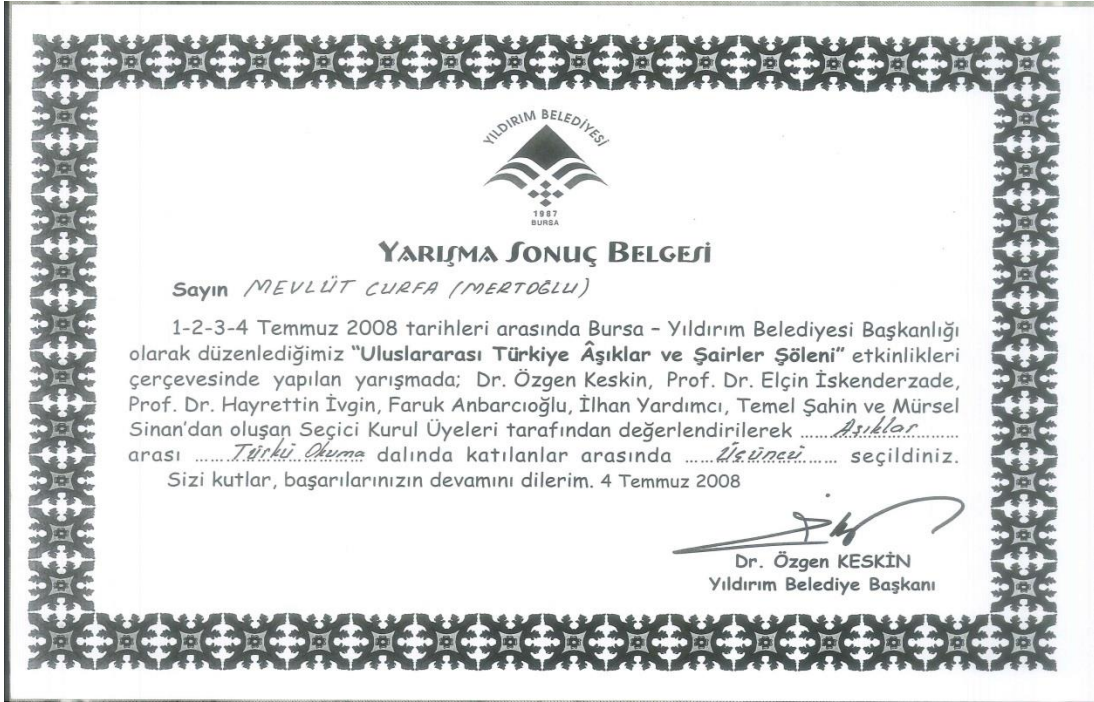 YILDIRIM BELEDİYESİ
1987
BURSA
YARIŞMA SONUÇ BELGESİ
Sayın MEVLÜT CURFA (MERTOĞLU)
1-2-3-4 Temmuz 2008 tarihleri arasında Bursa – Yıldırım Belediyesi Başkanlığı
olarak düzenlediğimiz "Uluslararası Türkiye Âşıklar ve Şairler Şöleni" etkinlikleri
çerçevesinde yapılan yarışmada; Dr. Özgen Keskin, Prof. Dr. Elçin İskenderzade,
Prof. Dr. Hayrettin İvgin, Faruk Anbarcıoğlu, İlhan Yardımcı, Temel Şahin ve Mürsel
Sinan'dan oluşan Seçici Kurul Üyeleri tarafından değerlendirilerek ......Aşıklar......
arası ......Türkü Okuma dalında katılanlar arasında ......Üçüncü...... seçildiniz.
Sizi kutlar, başarılarınızın devamını dilerim. 4 Temmuz 2008
Dr. Özgen KESKİN
Yıldırım Belediye Başkanı